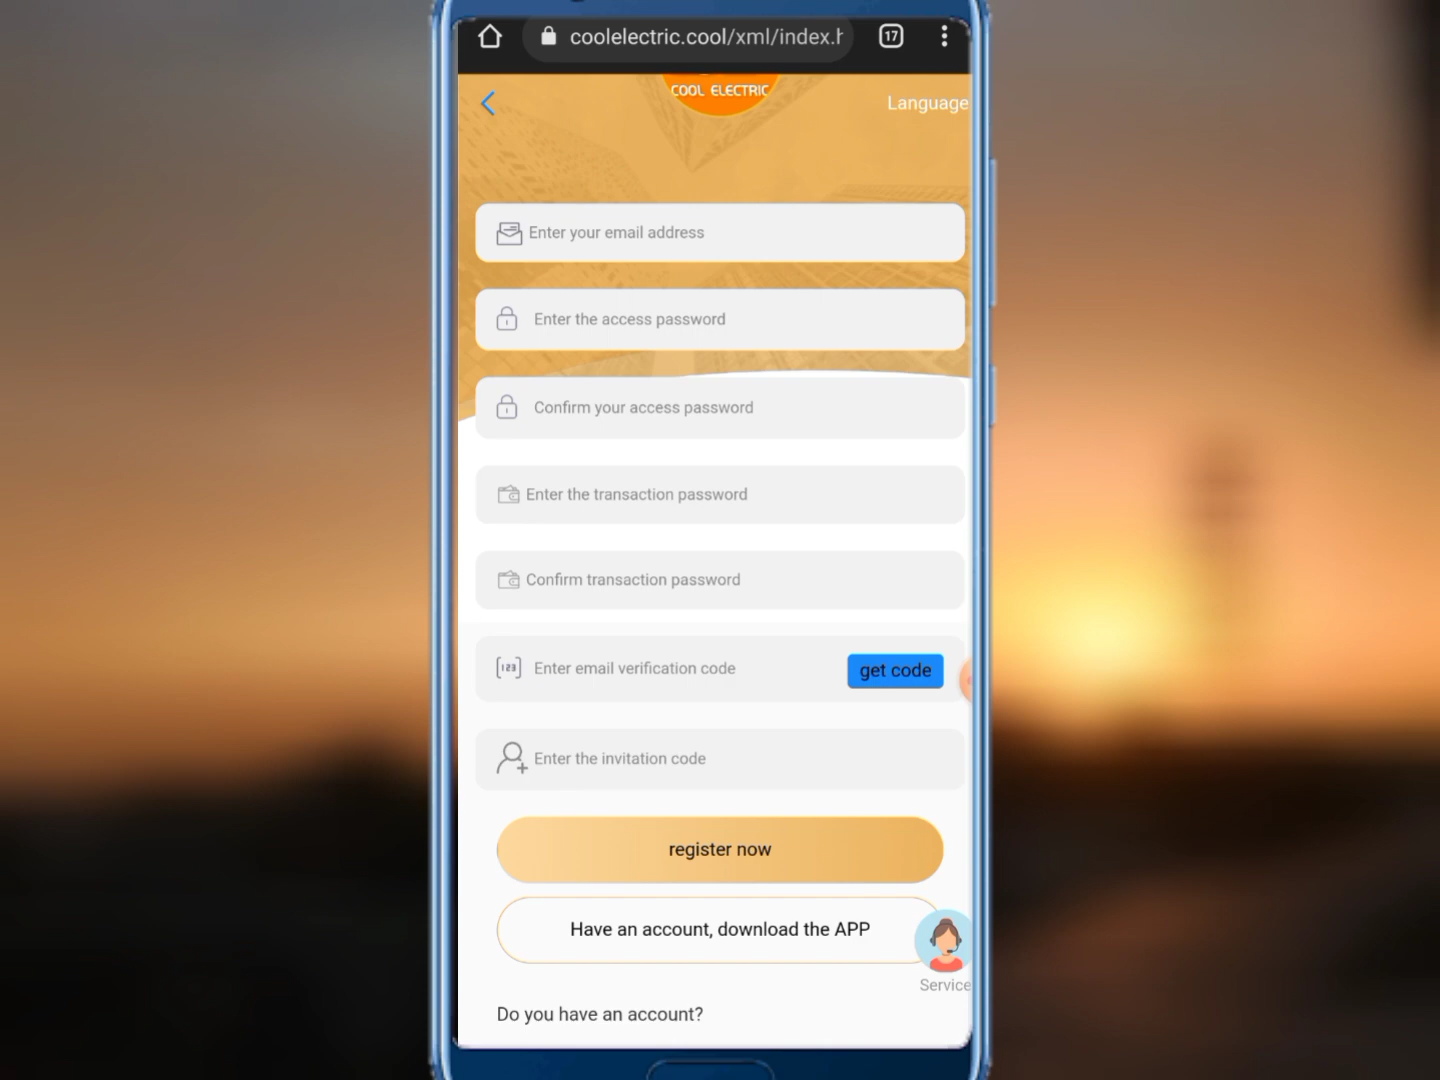 coolelectric.cool/xml/index.h
17
COOL ELECTRIC
Language
Enter your email address
Enter the access password
Confirm your access password
Enter the transaction password
Confirm transaction password
123
Enter email verification code
get code
Enter the invitation code
register now
Have an account, download the APP
Service
Do you have an account?